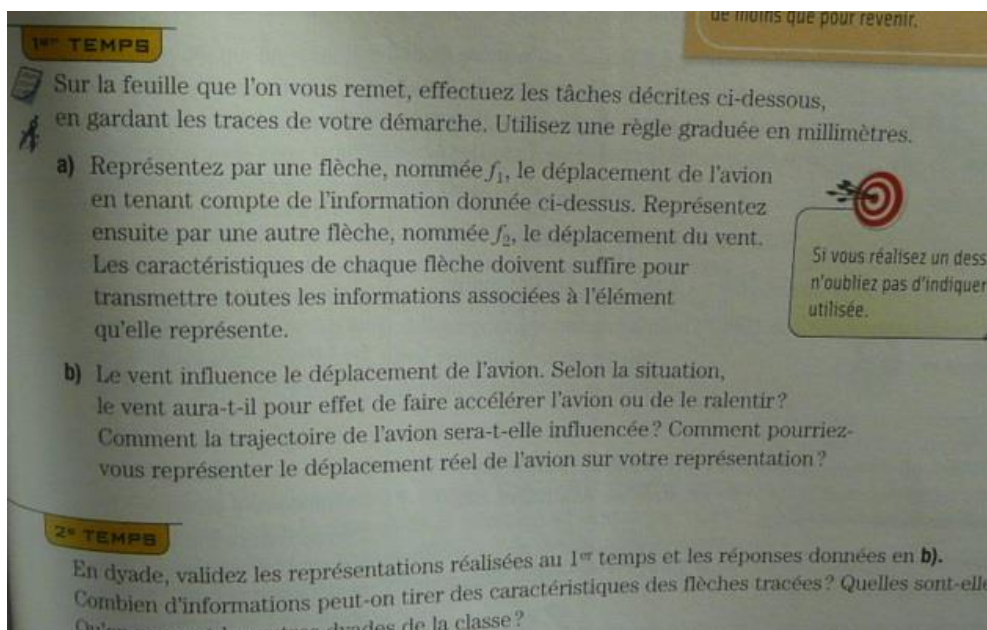 de moins que pour revenir.
1er TEMPS
Sur la feuille que l'on vous remet, effectuez les tâches décrites ci-dessous,
en gardant les traces de votre démarche. Utilisez une règle graduée en millimètres.
a) Représentez par une flèche, nommée f₁, le déplacement de l'avion
en tenant compte de l'information donnée ci-dessus. Représentez
ensuite par une autre flèche, nommée f₂, le déplacement du vent.
Les caractéristiques de chaque flèche doivent suffire pour
transmettre toutes les informations associées à l'élément
qu'elle représente.
Si vous réalisez un dess
n'oubliez pas d'indiquer
utilisée.
b) Le vent influence le déplacement de l'avion. Selon la situation,
le vent aura-t-il pour effet de faire accélérer l'avion ou de le ralentir?
Comment la trajectoire de l'avion sera-t-elle influencée? Comment pourriez-
vous représenter le déplacement réel de l'avion sur votre représentation?
2e TEMPS
En dyade, validez les représentations réalisées au 1er temps et les réponses données en b).
Combien d'informations peut-on tirer des caractéristiques des flèches tracées? Quelles sont-elle
dyades de la classe?